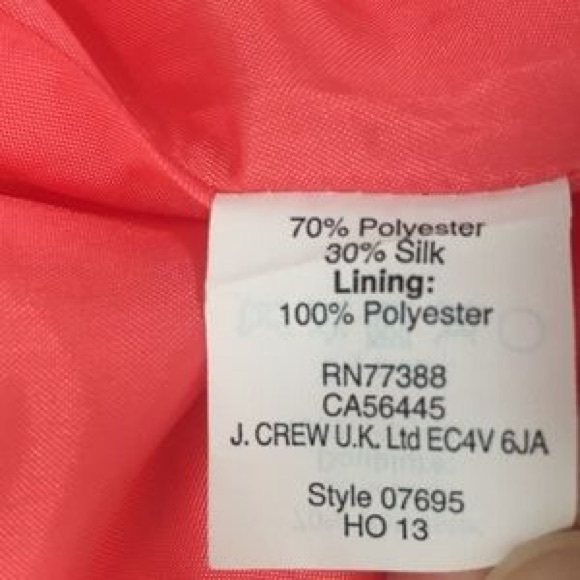 70% Polyester
30% Silk
Lining:
100% Polyester
RN77388
CA56445
J. CREW U.K. Ltd EC4V 6JA
Style 07695
HO 13